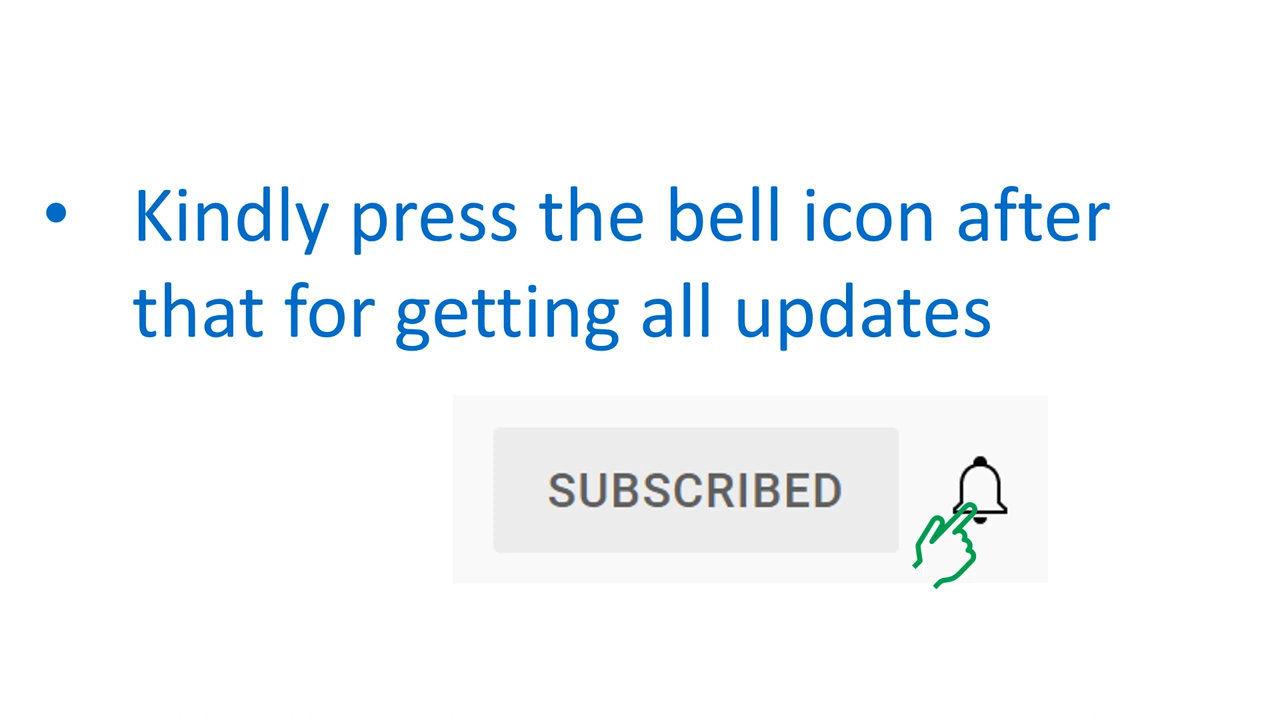 • Kindly press the bell icon after
that for getting all updates
SUBSCRIBED